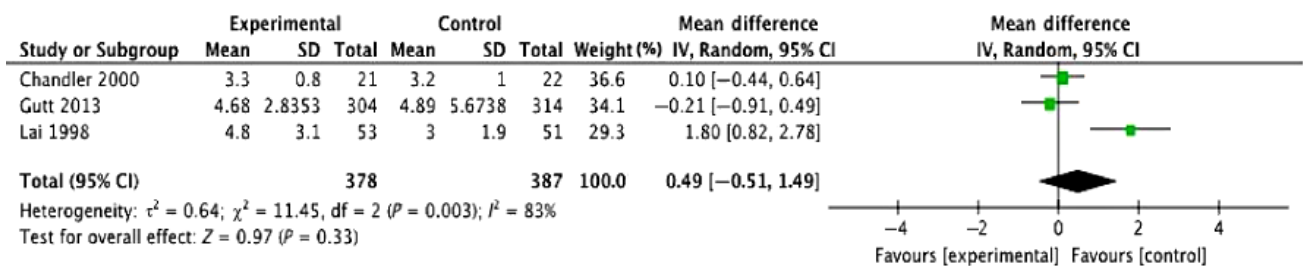 Experimental Control Mean difference Mean difference
Study or Subgroup Mean SD Total Mean SD Total Weight (%) IV, Random, 95% CI IV, Random, 95% CI
Chandler 2000 3.3 0.8 21 3.2 1 22 36.6 0.10 [−0.44, 0.64]
Gutt 2013 4.68 2.8353 304 4.89 5.6738 314 34.1 −0.21 [−0.91, 0.49]
Lai 1998 4.8 3.1 53 3 1.9 51 29.3 1.80 [0.82, 2.78]
Total (95% CI) 378 387 100.0 0.49 [−0.51, 1.49]
Heterogeneity: τ² = 0.64; χ² = 11.45, df = 2 (P = 0.003); I² = 83%
Test for overall effect: Z = 0.97 (P = 0.33)
−4 −2 0 2 4
Favours [experimental] Favours [control]